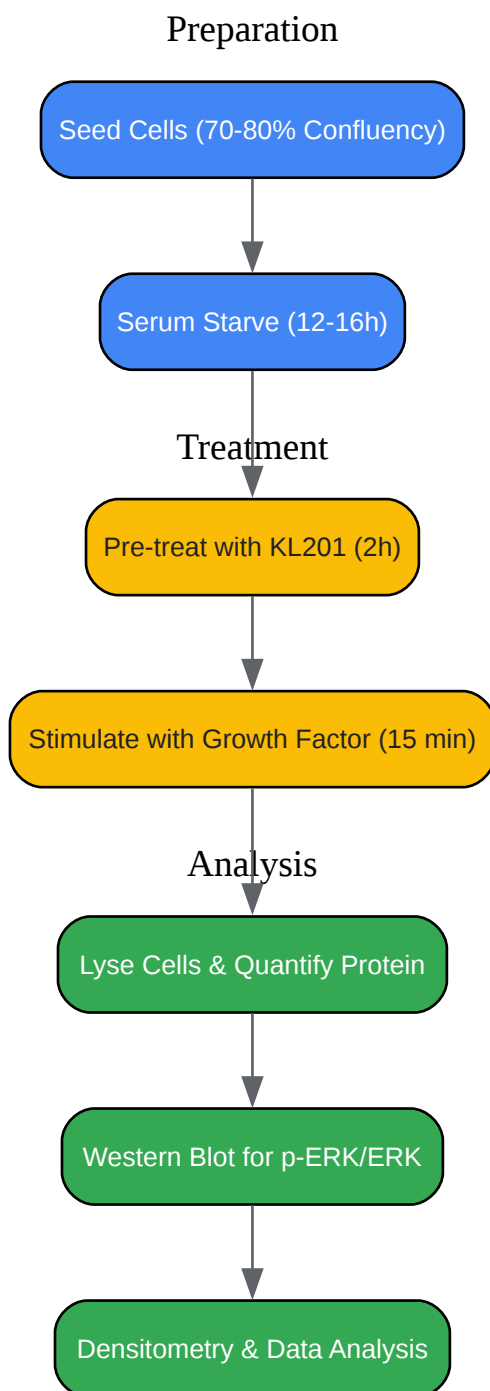 Preparation
Seed Cells (70-80% Confluency)
Serum Starve (12-16h)
Treatment
Pre-treat with KL201 (2h)
Stimulate with Growth Factor (15 min)
Analysis
Lyse Cells & Quantify Protein
Western Blot for p-ERK/ERK
Densitometry & Data Analysis